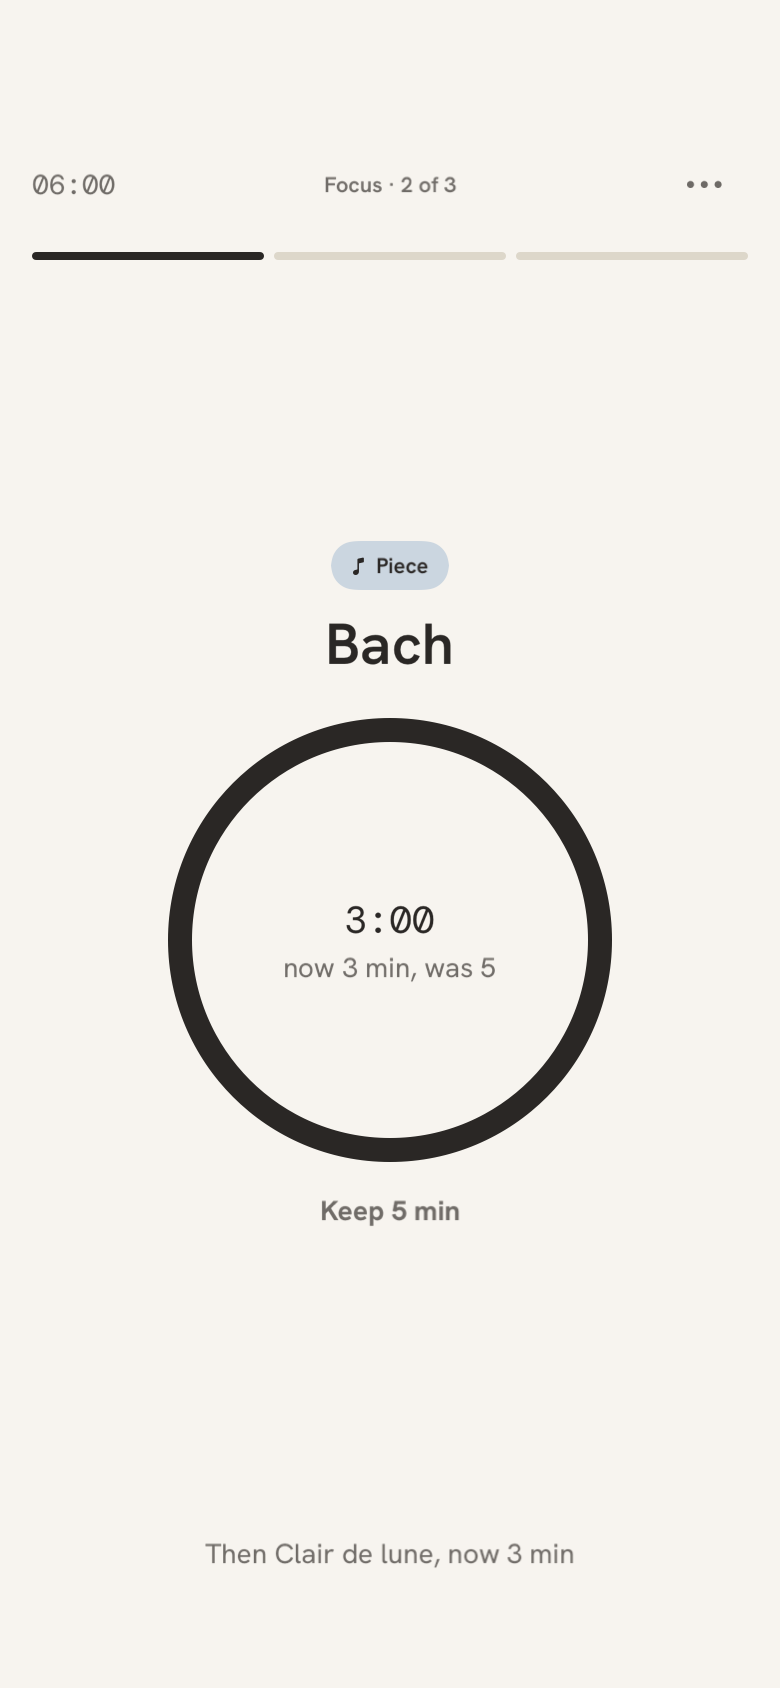 06:00
Focus · 2 of 3
Piece
Bach
3:00
now 3 min, was 5
Keep 5 min
Then Clair de lune, now 3 min